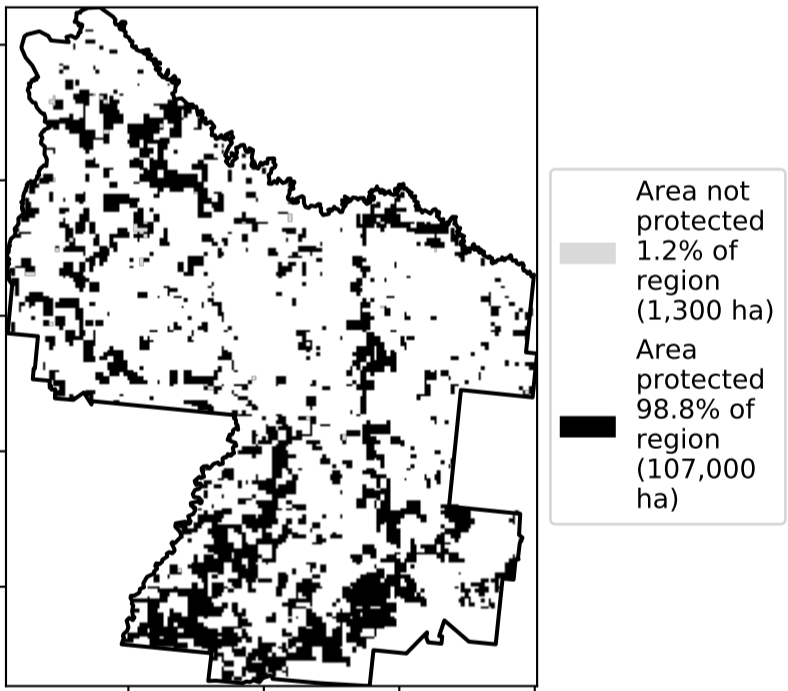 Area not
protected
1.2% of
region
(1,300 ha)
Area
protected
98.8% of
region
(107,000
ha)